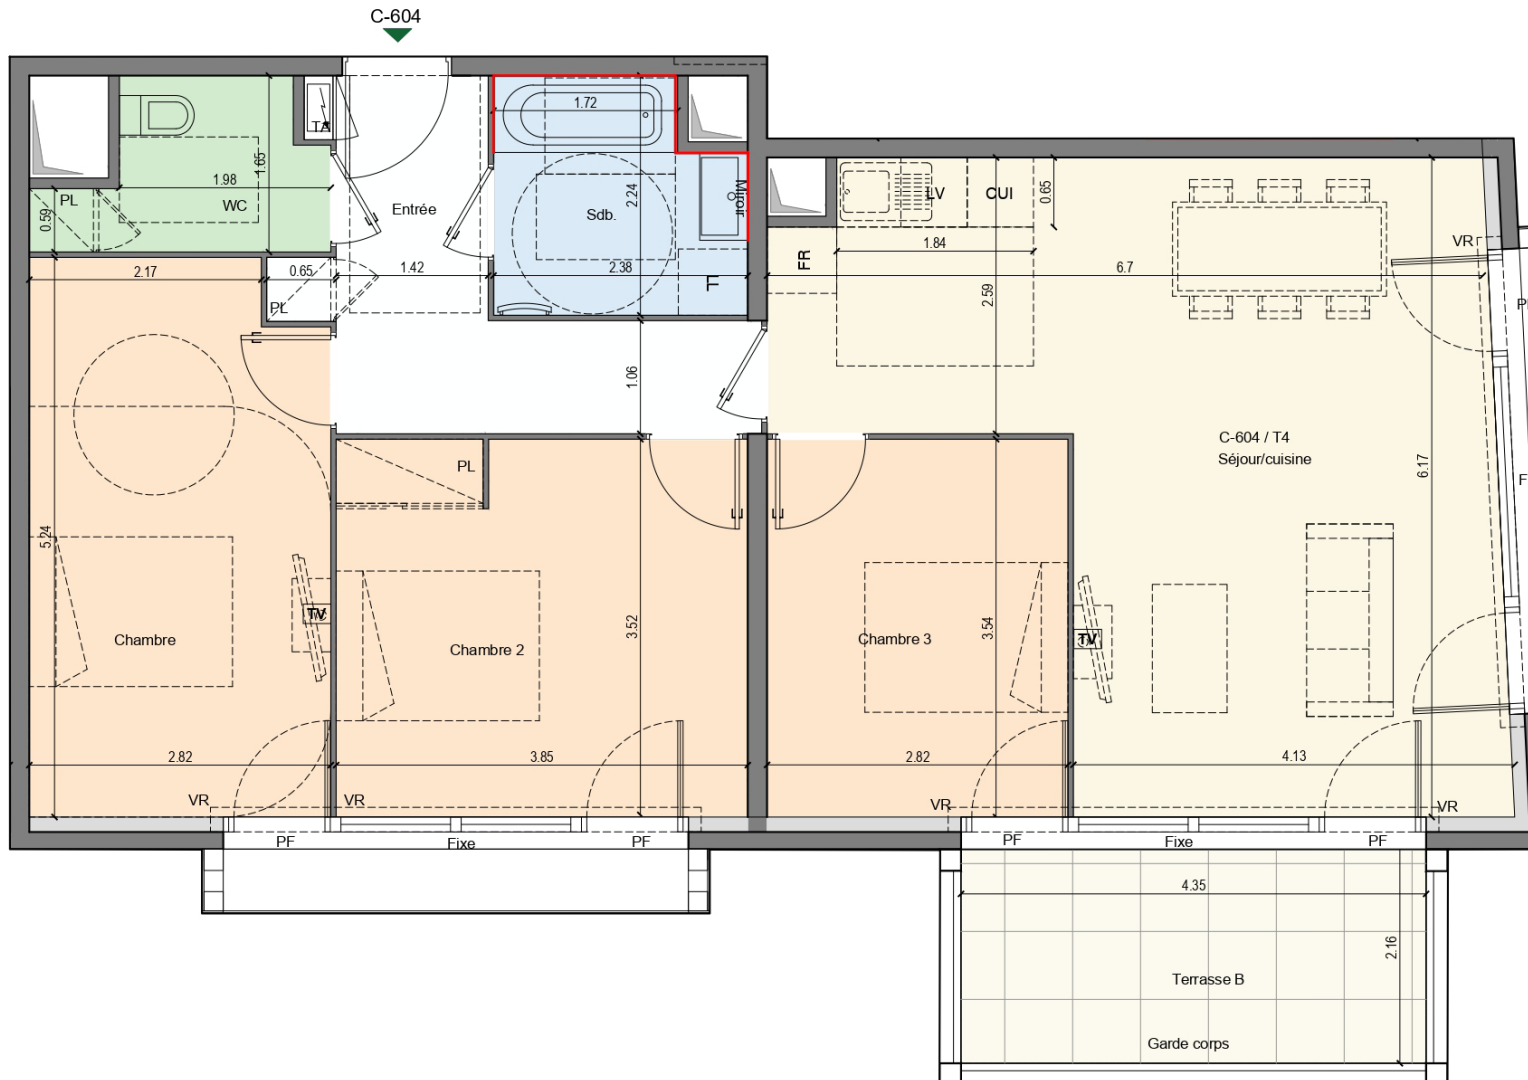 C-604
TA
1.72
1.65
1.98
WC
PL
0.59
Entrée
2.24
Sdb.
Miroir
LV
CUI
0.65
1.84
FR
VR
2.17
0.65
1.42
2.38
6.7
LL
PL
2.59
1.06
C-604 / T4
Séjour/cuisine
6.17
PL
5.24
TV
Chambre
Chambre 2
3.52
Chambre 3
3.54
TV
2.82
3.85
2.82
4.13
VR
VR
VR
VR
PF
Fixe
PF
PF
Fixe
PF
4.35
2.16
Terrasse B
Garde corps